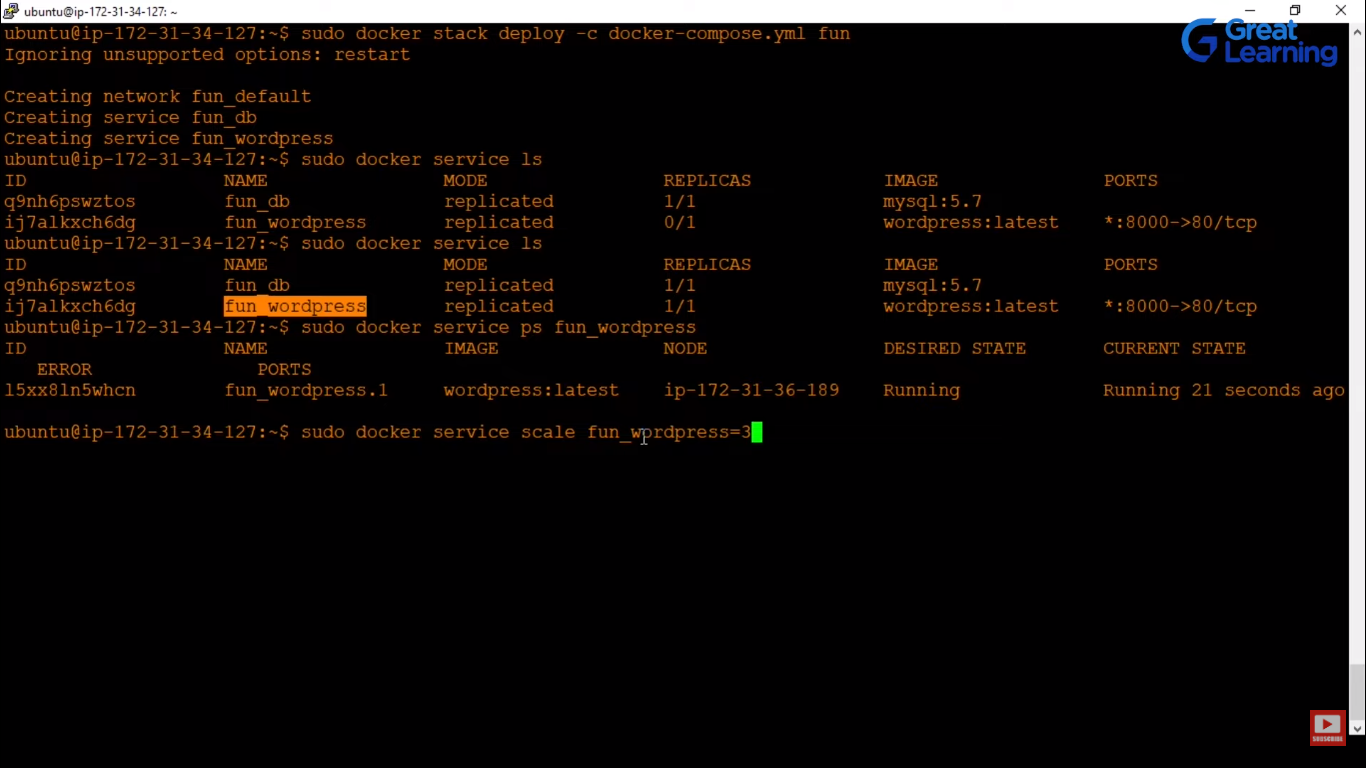 ubuntu@ip-172-31-34-127: ~
Great Learning
ubuntu@ip-172-31-34-127:~$ sudo docker stack deploy -c docker-compose.yml fun
Ignoring unsupported options: restart
Creating network fun_default
Creating service fun_db
Creating service fun_wordpress
ubuntu@ip-172-31-34-127:~$ sudo docker service ls
ID NAME MODE REPLICAS IMAGE PORTS
q9nh6pswztos fun_db replicated 1/1 mysql:5.7
ij7alkxch6dg fun_wordpress replicated 0/1 wordpress:latest *:8000->80/tcp
ubuntu@ip-172-31-34-127:~$ sudo docker service ls
ID NAME MODE REPLICAS IMAGE PORTS
q9nh6pswztos fun_db replicated 1/1 mysql:5.7
ij7alkxch6dg fun_wordpress replicated 1/1 wordpress:latest *:8000->80/tcp
ubuntu@ip-172-31-34-127:~$ sudo docker service ps fun_wordpress
ID NAME IMAGE NODE DESIRED STATE CURRENT STATE
ERROR PORTS
l5xx8ln5whcn fun_wordpress.1 wordpress:latest ip-172-31-36-189 Running Running 21 seconds ago
ubuntu@ip-172-31-34-127:~$ sudo docker service scale fun_wordpress=3
SUBSCRIBE